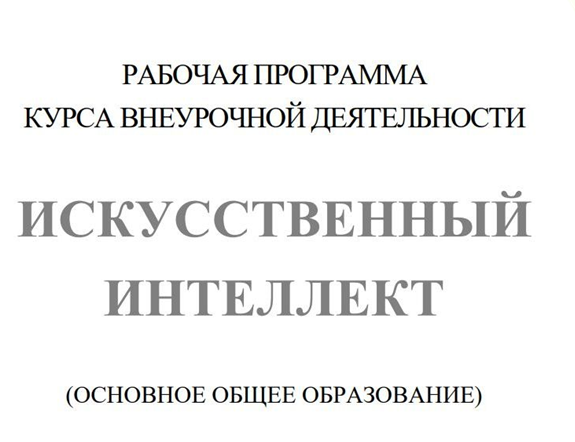 РАБОЧАЯ ПРОГРАММА
КУРСА ВНЕУРОЧНОЙ ДЕЯТЕЛЬНОСТИ
ИСКУССТВЕННЫЙ
ИНТЕЛЛЕКТ
(ОСНОВНОЕ ОБЩЕЕ ОБРАЗОВАНИЕ)